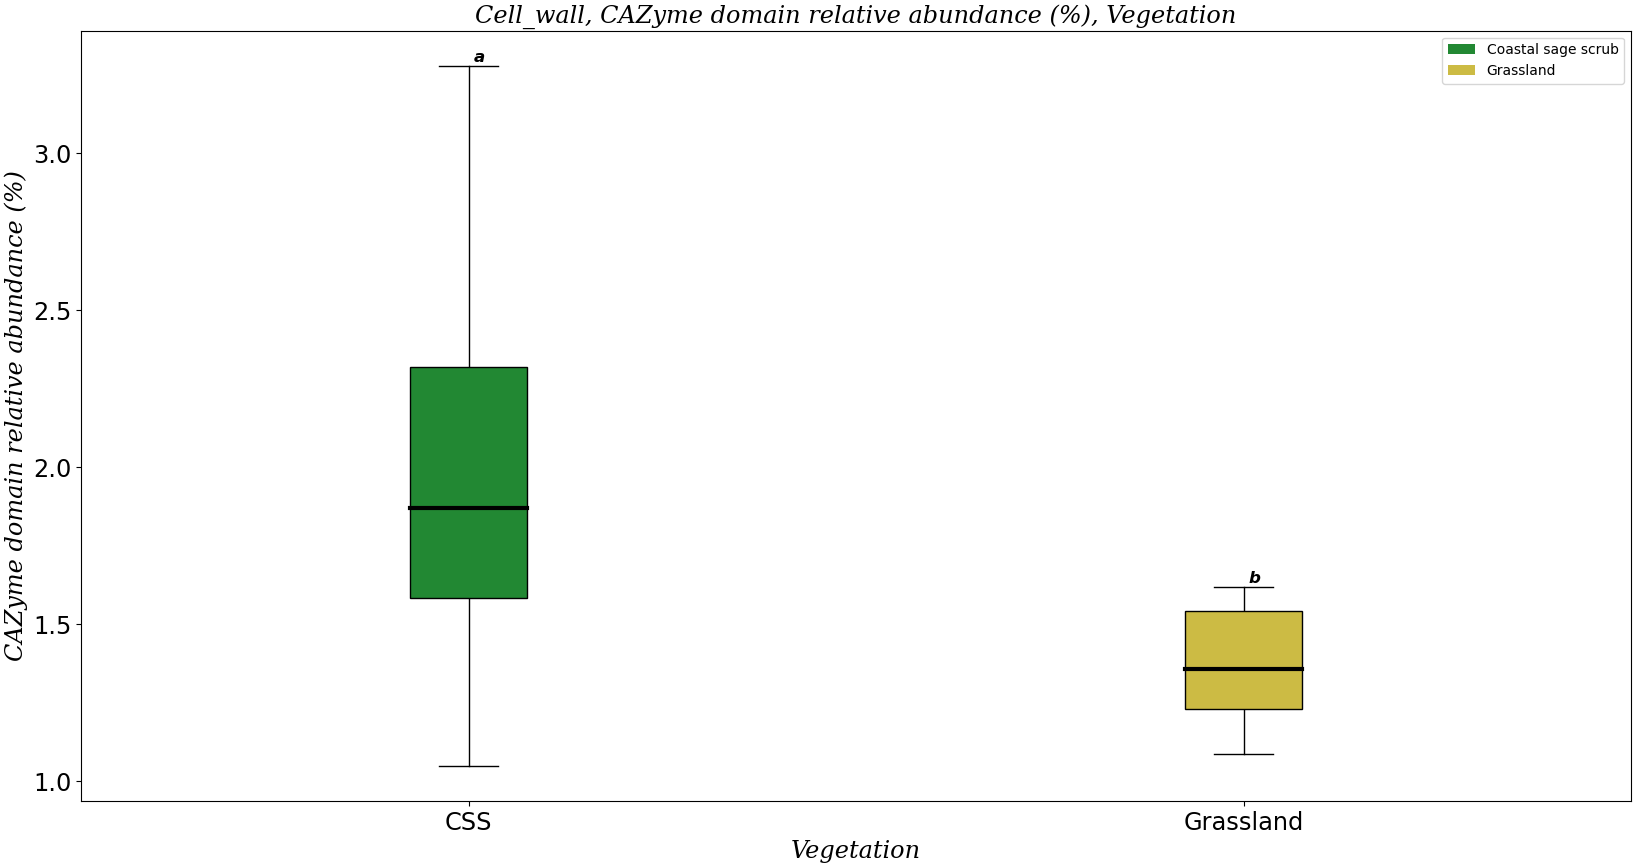 Cell_wall, CAZyme domain relative abundance (%), Vegetation
Coastal sage scrub
Grassland
a
b
CAZyme domain relative abundance (%)
3.0
2.5
2.0
1.5
1.0
CSS
Grassland
Vegetation